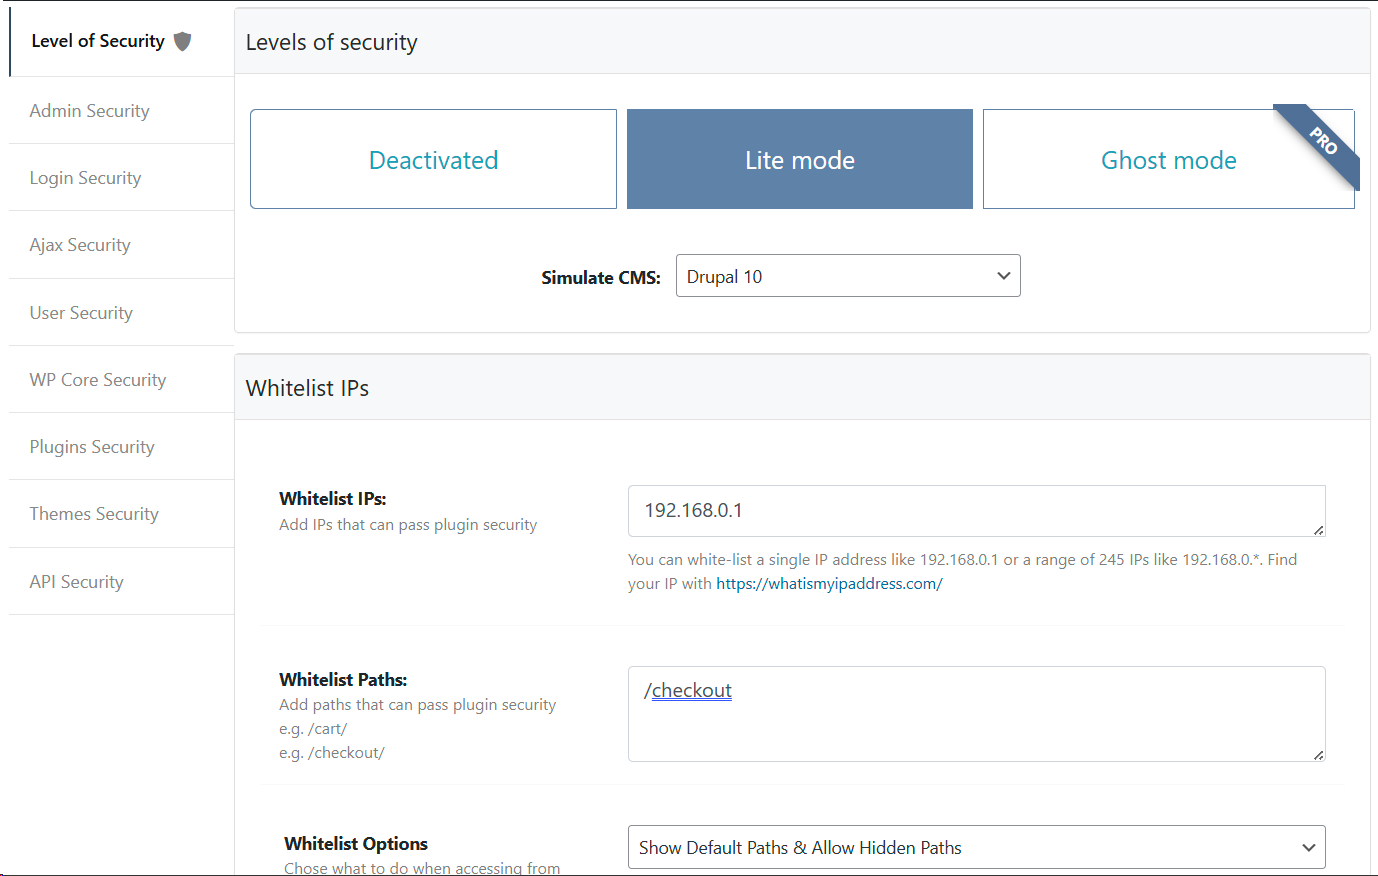 Level of Security
Admin Security
Login Security
Ajax Security
User Security
WP Core Security
Plugins Security
Themes Security
API Security
Levels of security
Deactivated
Lite mode
Ghost mode
PRO
Simulate CMS:
Drupal 10
Whitelist IPs
Whitelist IPs:
Add IPs that can pass plugin security
192.168.0.1
You can white-list a single IP address like 192.168.0.1 or a range of 245 IPs like 192.168.0.*. Find
your IP with https://whatismyipaddress.com/
Whitelist Paths:
Add paths that can pass plugin security
e.g. /cart/
e.g. /checkout/
/checkout
Whitelist Options
Chose what to do when accessing from
Show Default Paths & Allow Hidden Paths